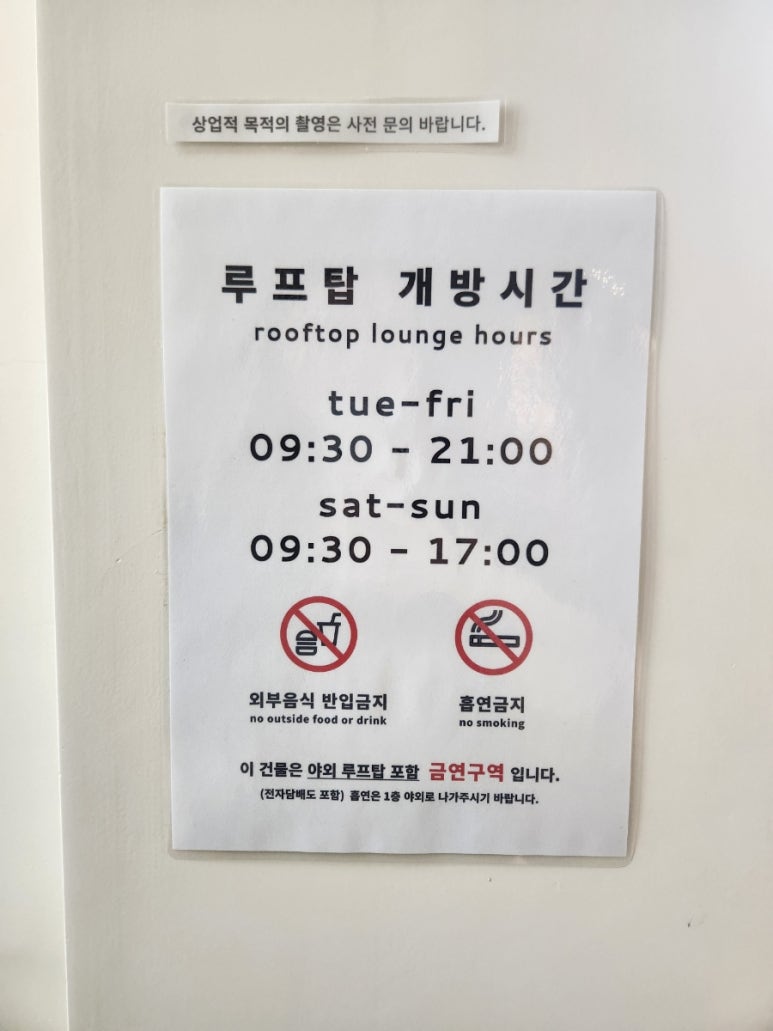 상업적 목적의 촬영은 사전 문의 바랍니다.
루프탑 개방시간
rooftop lounge hours
tue-fri
09:30 - 21:00
sat-sun
09:30 - 17:00
외부음식 반입금지
no outside food or drink
흡연금지
no smoking
이 건물은 야외 루프탑 포함 금연구역 입니다.
(전자담배도 포함) 흡연은 1층 야외로 나가주시기 바랍니다.